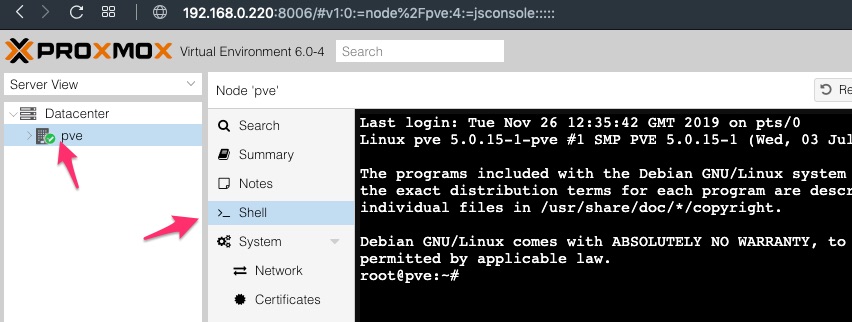 192.168.0.220:8006/#v1:0:=node%2Fpve:4:=jsconsole:::::
PROXMOX Virtual Environment 6.0-4 Search
Server View
Datacenter
pve
Node 'pve'
Re
Search
Summary
Notes
Shell
System
Network
Certificates
Last login: Tue Nov 26 12:35:42 GMT 2019 on pts/0
Linux pve 5.0.15-1-pve #1 SMP PVE 5.0.15-1 (Wed, 03 Jul
The programs included with the Debian GNU/Linux system
the exact distribution terms for each program are descr
individual files in /usr/share/doc/*/copyright.
Debian GNU/Linux comes with ABSOLUTELY NO WARRANTY, to
permitted by applicable law.
root@pve:~#